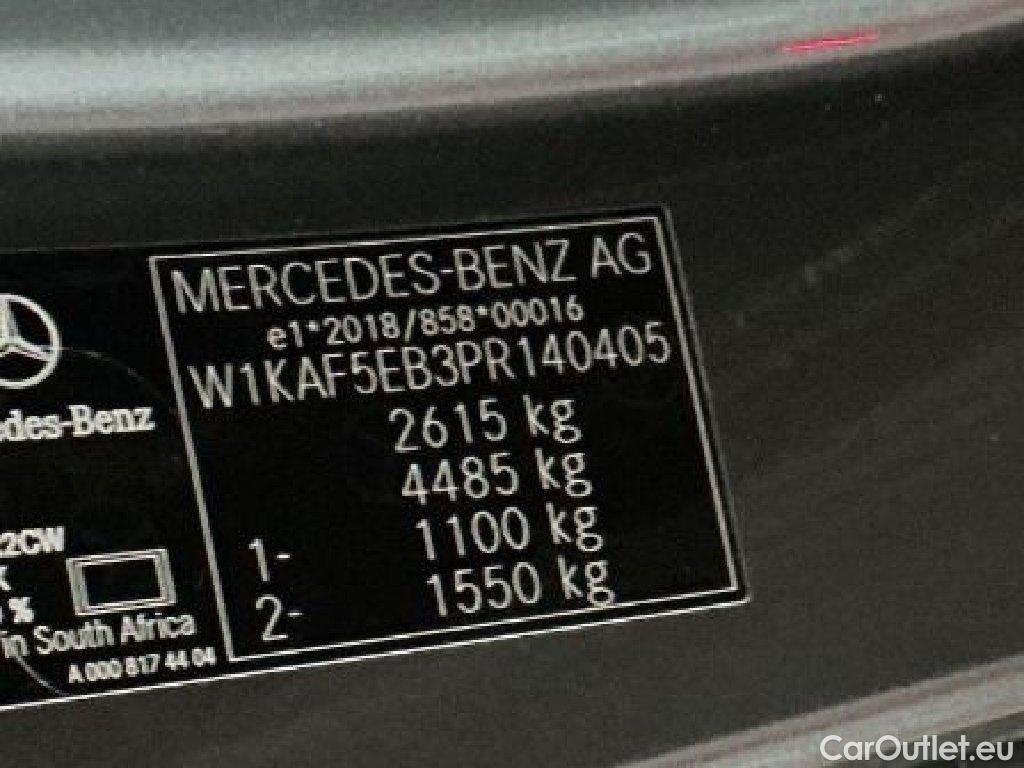 MERCEDES-BENZ AG
e1*2018/858*00016
W1KAF5EB3PR140405
2615 kg
4485 kg
1- 1100 kg
2- 1550 kg
edes-Benz
2CW
%
in South Africa
A 000 817 44 04
CarOutlet.eu